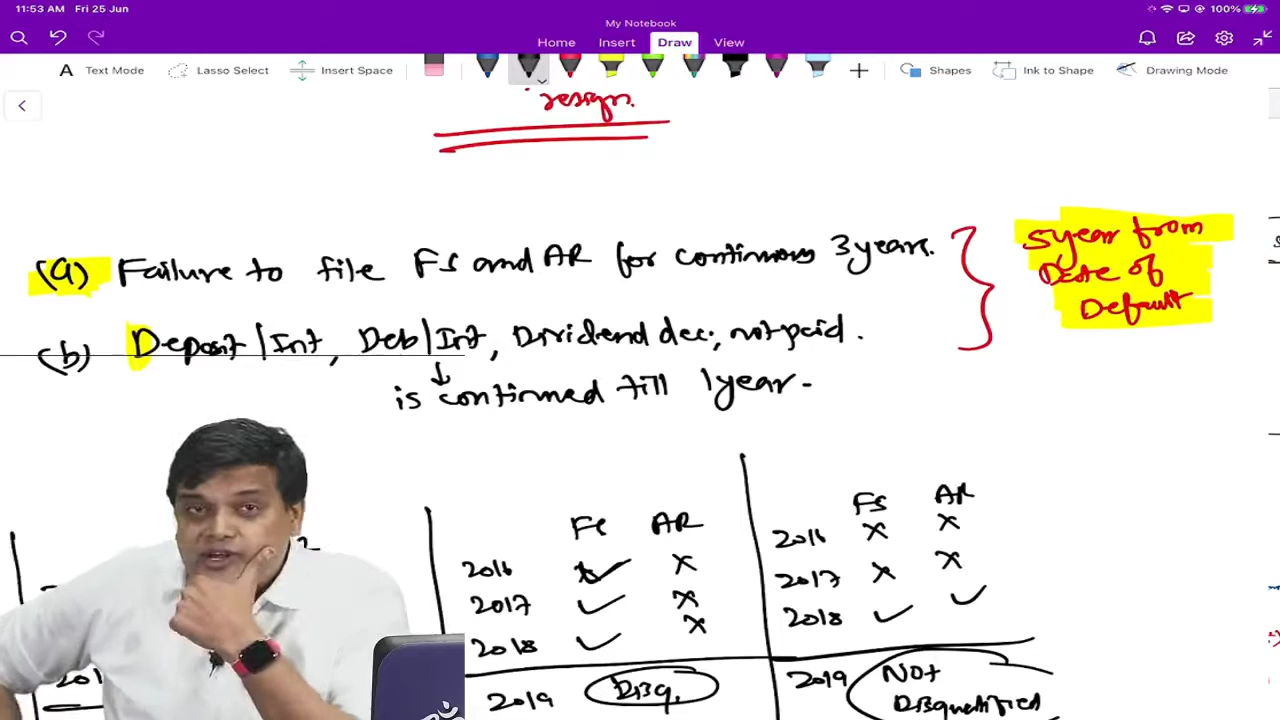 11:53 AM Fri 25 Jun
100%
My Notebook
Home Insert Draw View
Text Mode Lasso Select Insert Space Shapes Ink to Shape Drawing Mode
resign.
(a) Failure to file FS and AR for continuous 3 years.
5 year from
Date of
Default
(b) Deposit/Int, Deb/Int, Dividend dec; not paid.
is continued till 1 year.
FS AR
2016 ✓ x
2017 ✓ x
2018 ✓ x
2019 Disq.
FS AR
2016 x x
2017 x x
2018 ✓ ✓
2019 Not
Disqualified